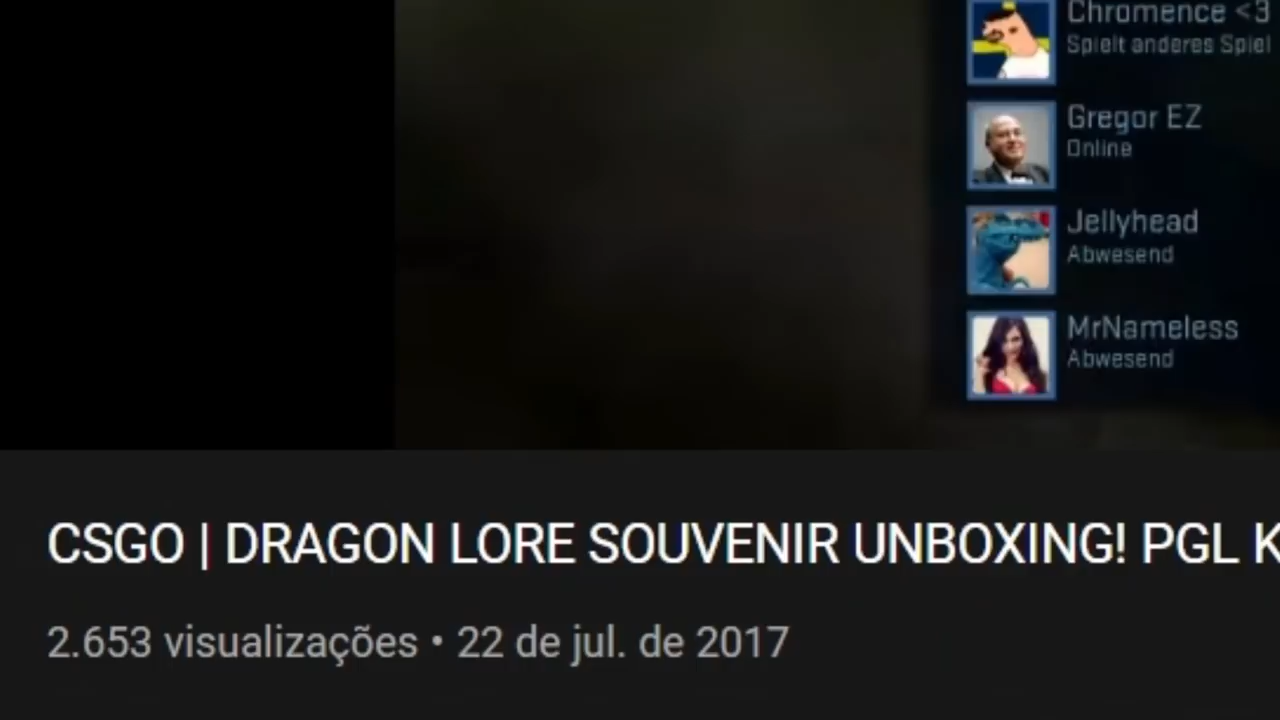 Chromence <3
Spielt anderes Spiel
Gregor EZ
Online
Jellyhead
Abwesend
MrNameless
Abwesend
CSGO | DRAGON LORE SOUVENIR UNBOXING! PGL K
2.653 visualizações • 22 de jul. de 2017